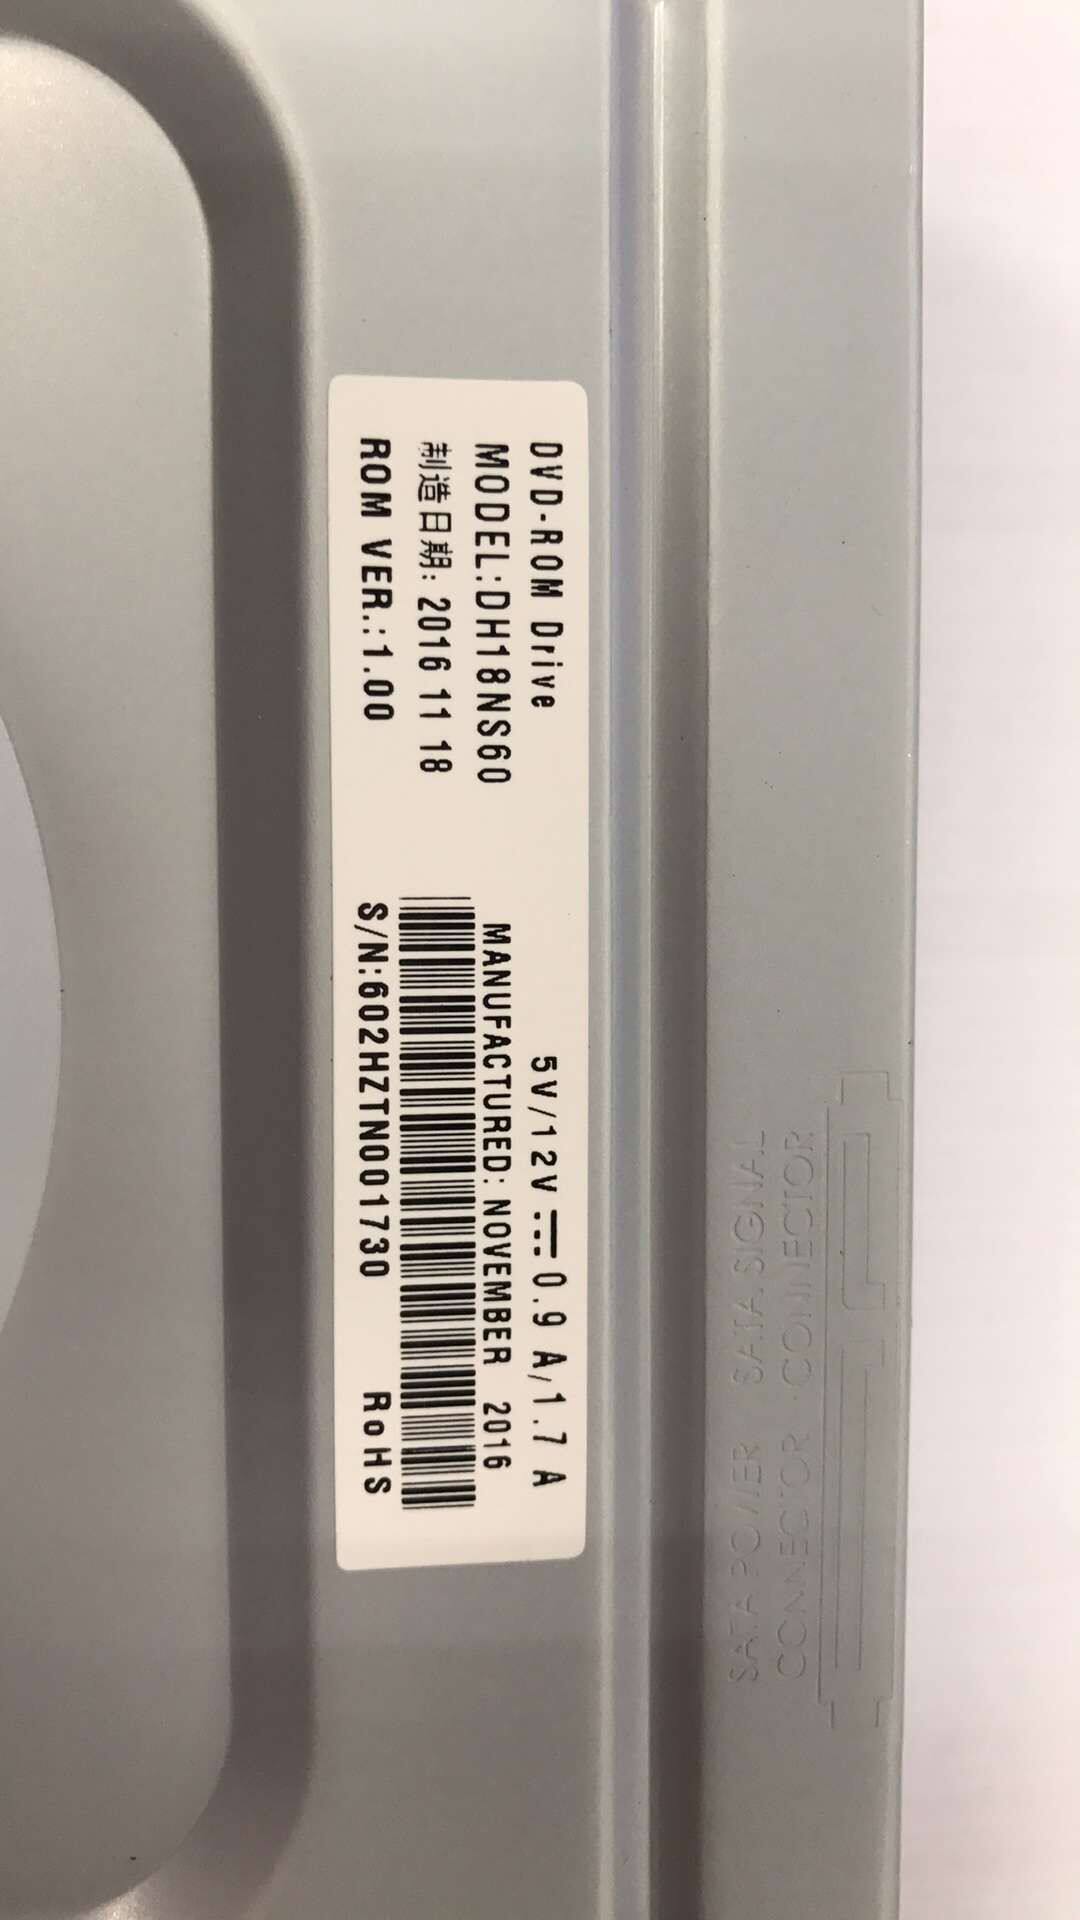 DVD-ROM Drive
5V/12V ⎓ 0.9 A,1.7 A
MODEL:DH18NS60
MANUFACTURED: NOVEMBER 2016
制造日期: 2016 11 18
ROM VER.:1.00
S/N:602HZTN001730
RoHS
SATA POWER
CONNECTOR
SATA SIGNAL
CONNECTOR